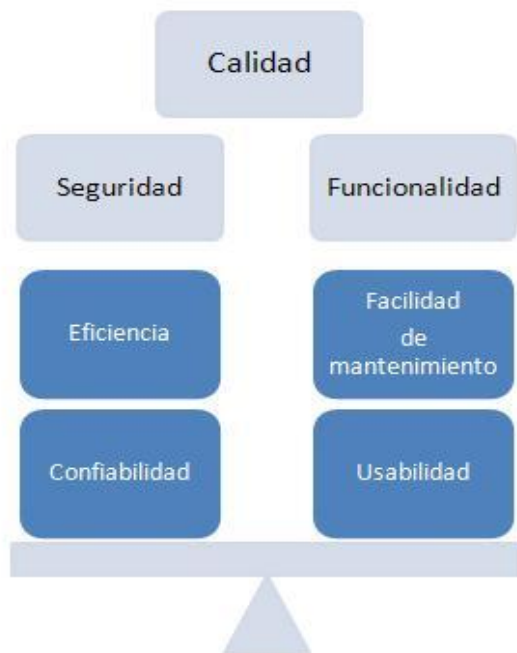 Calidad
Seguridad
Funcionalidad
Eficiencia
Facilidad
de
mantenimiento
Confiabilidad
Usabilidad